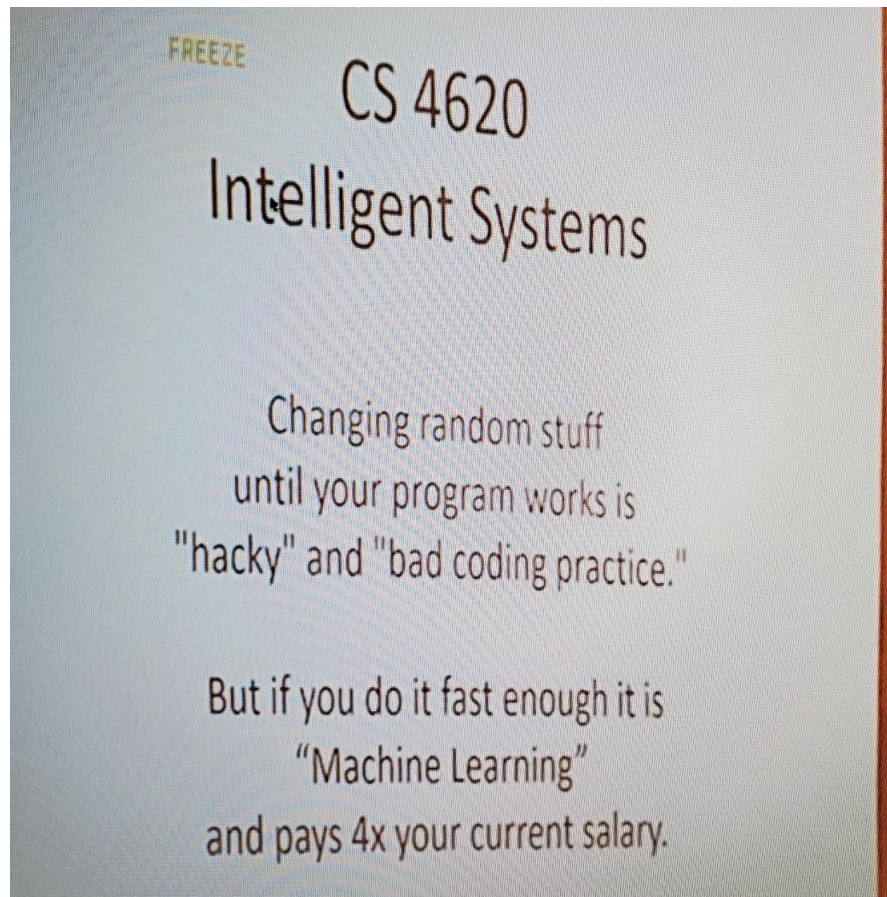 FREEZE
CS 4620
Intelligent Systems
Changing random stuff
until your program works is
"hacky" and "bad coding practice."
But if you do it fast enough it is
“Machine Learning”
and pays 4x your current salary.